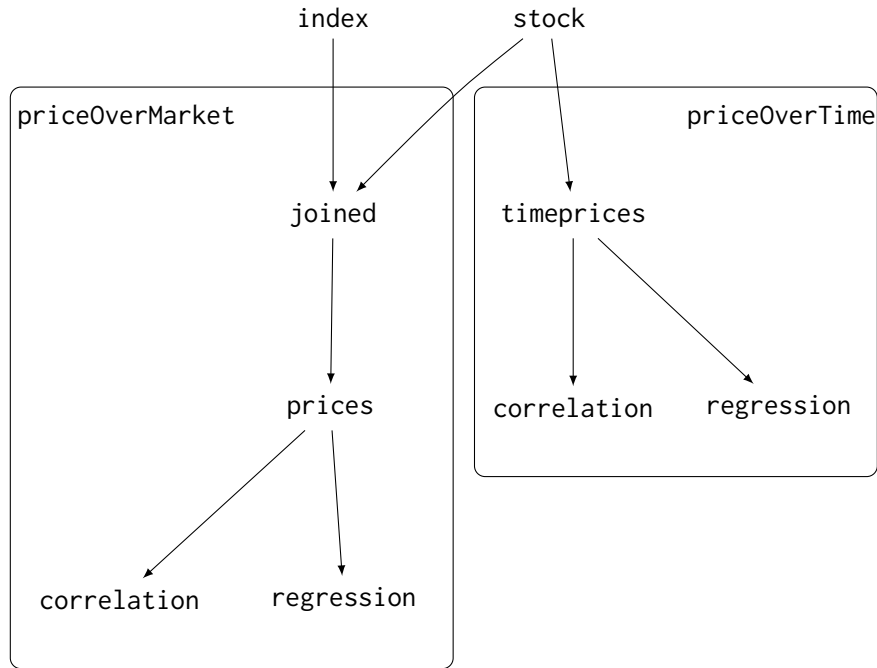 index
stock
priceOverMarket
priceOverTime
joined
timeprices
prices
correlation
regression
correlation
regression